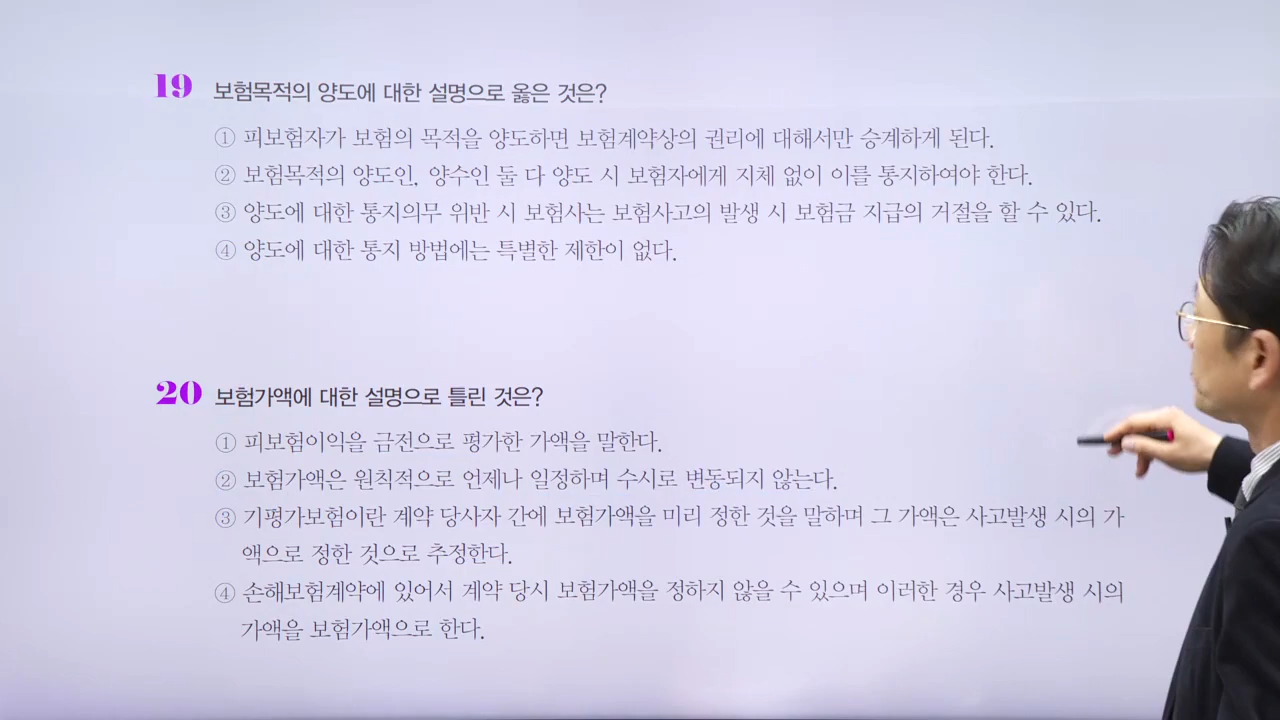 19 보험목적의 양도에 대한 설명으로 옳은 것은?
① 피보험자가 보험의 목적을 양도하면 보험계약상의 권리에 대해서만 승계하게 된다.
② 보험목적의 양도인, 양수인 둘 다 양도 시 보험자에게 지체 없이 이를 통지하여야 한다.
③ 양도에 대한 통지의무 위반 시 보험사는 보험사고의 발생 시 보험금 지급의 거절을 할 수 있다.
④ 양도에 대한 통지 방법에는 특별한 제한이 없다.
20 보험가액에 대한 설명으로 틀린 것은?
① 피보험이익을 금전으로 평가한 가액을 말한다.
② 보험가액은 원칙적으로 언제나 일정하며 수시로 변동되지 않는다.
③ 기평가보험이란 계약 당사자 간에 보험가액을 미리 정한 것을 말하며 그 가액은 사고발생 시의 가
액으로 정한 것으로 추정한다.
④ 손해보험계약에 있어서 계약 당시 보험가액을 정하지 않을 수 있으며 이러한 경우 사고발생 시의
가액을 보험가액으로 한다.